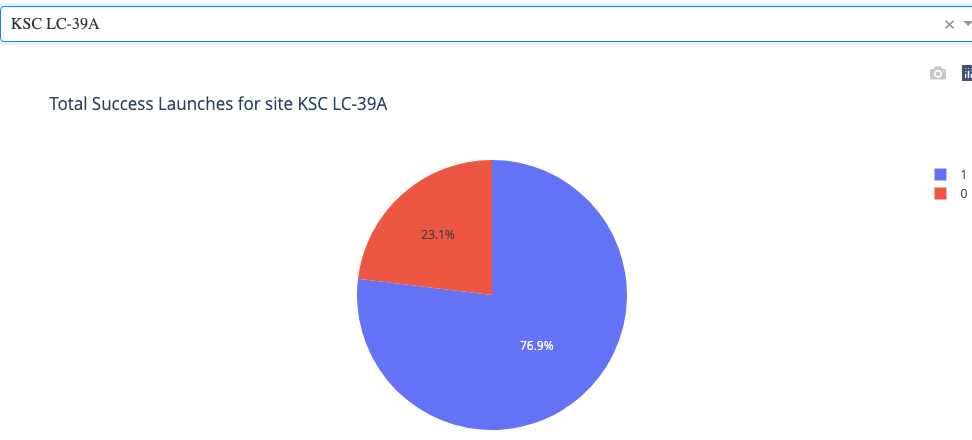 KSC LC-39A
Total Success Launches for site KSC LC-39A
1
0
23.1%
76.9%